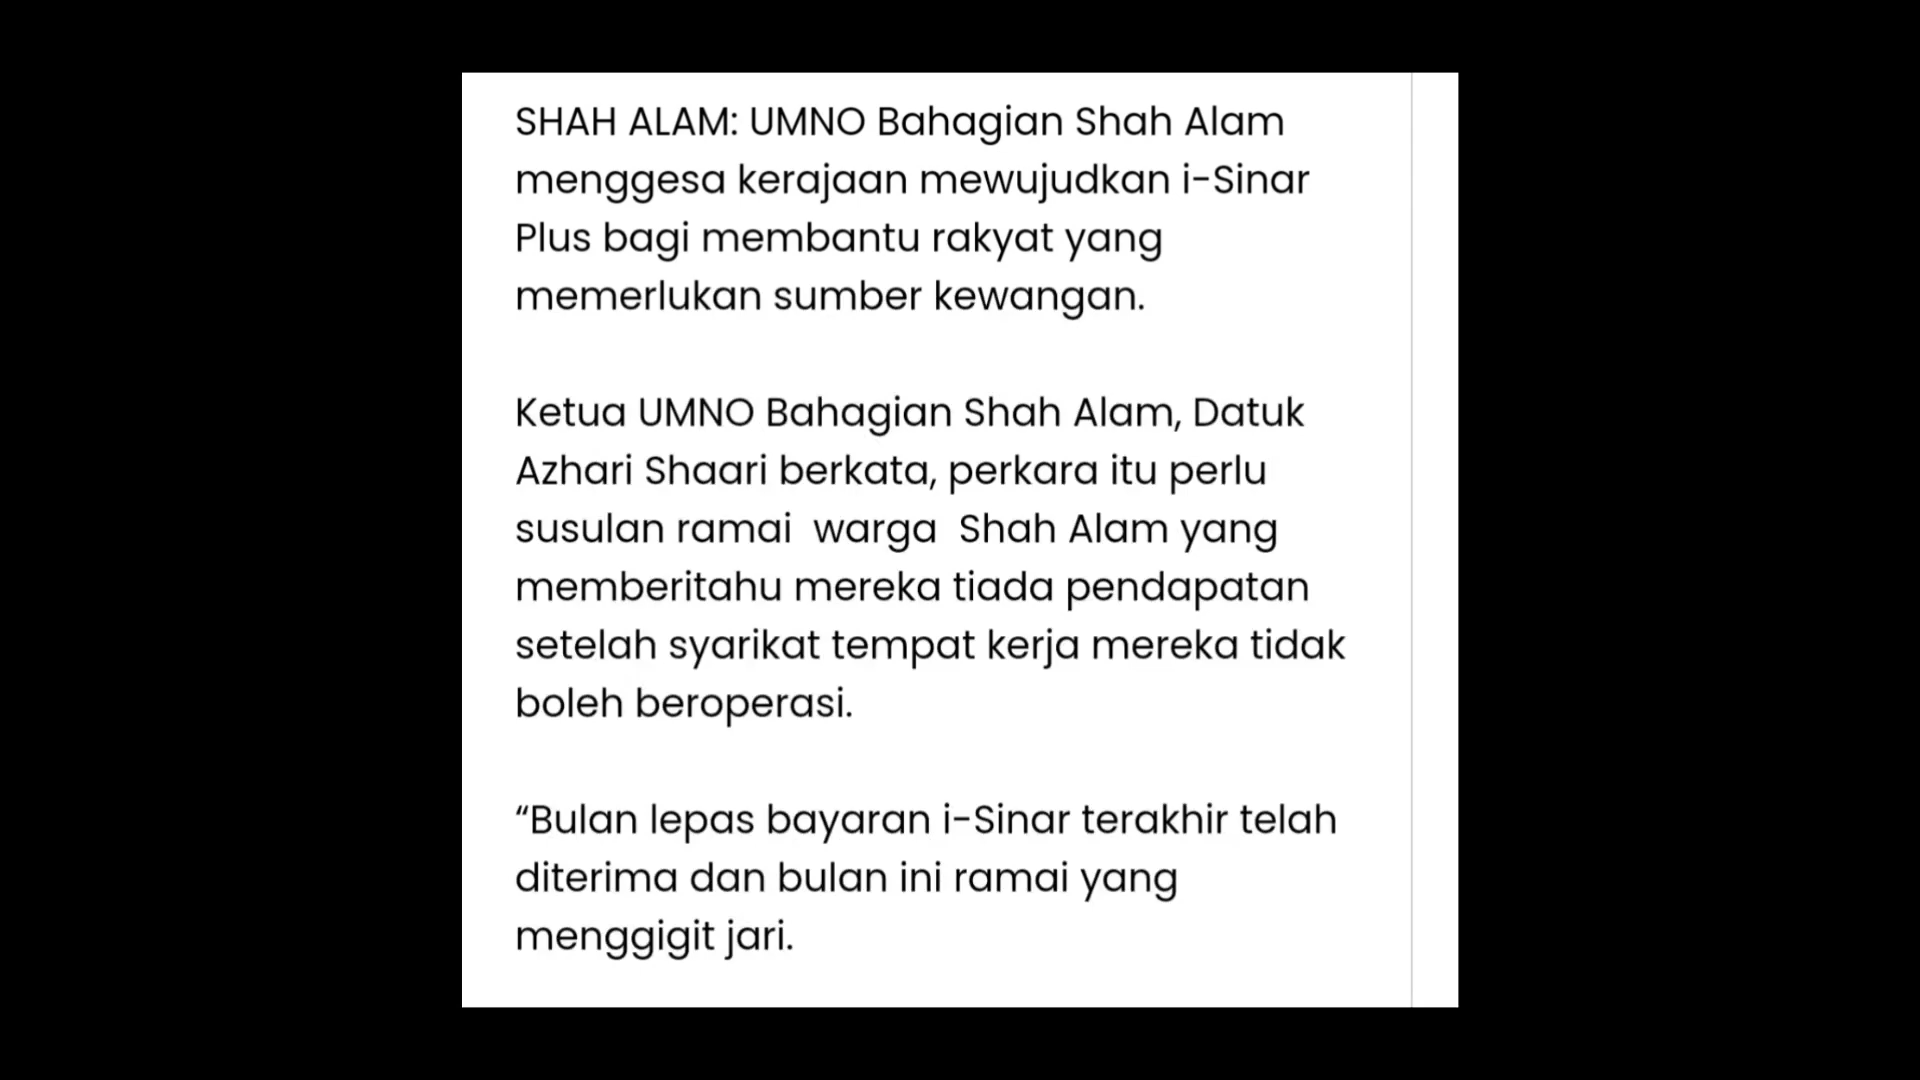 SHAH ALAM: UMNO Bahagian Shah Alam
menggesa kerajaan mewujudkan i-Sinar
Plus bagi membantu rakyat yang
memerlukan sumber kewangan.
Ketua UMNO Bahagian Shah Alam, Datuk
Azhari Shaari berkata, perkara itu perlu
susulan ramai  warga  Shah Alam yang
memberitahu mereka tiada pendapatan
setelah syarikat tempat kerja mereka tidak
boleh beroperasi.
“Bulan lepas bayaran i-Sinar terakhir telah
diterima dan bulan ini ramai yang
menggigit jari.